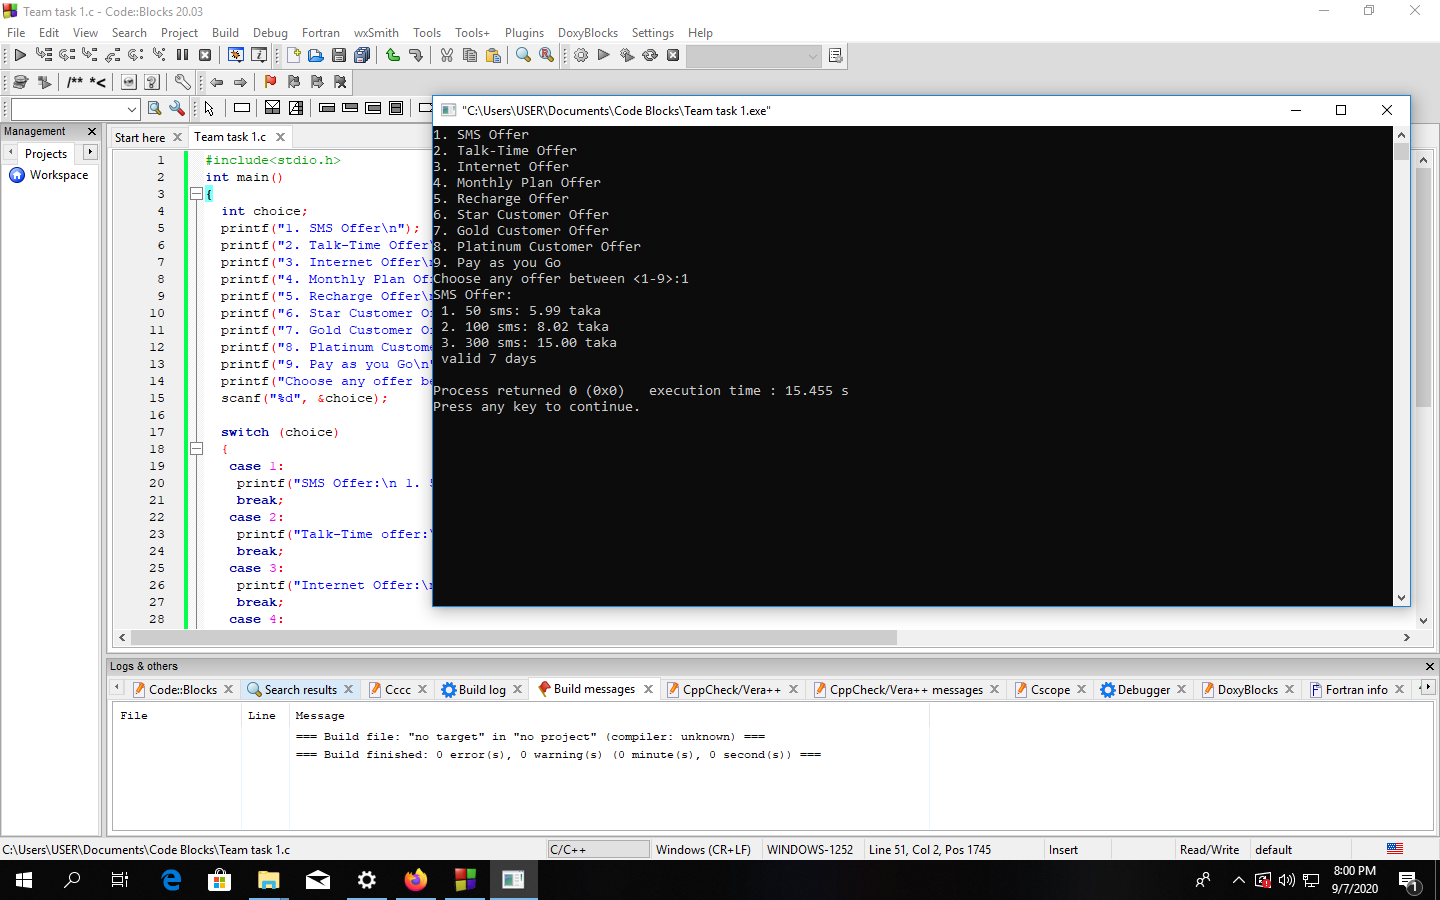 Team task 1.c - Code::Blocks 20.03
File Edit View Search Project Build Debug Fortran wxSmith Tools Tools+ Plugins DoxyBlocks Settings Help
/** *<
Management
Projects
Workspace
Start here
Team task 1.c
1 #include<stdio.h>
2 int main()
3 {
4 int choice;
5 printf("1. SMS Offer\n");
6 printf("2. Talk-Time Offer\
7 printf("3. Internet Offer\n
8 printf("4. Monthly Plan Of
9 printf("5. Recharge Offer\n
10 printf("6. Star Customer O
11 printf("7. Gold Customer O
12 printf("8. Platinum Custome
13 printf("9. Pay as you Go\n"
14 printf("Choose any offer be
15 scanf("%d", &choice);
16
17 switch (choice)
18 {
19 case 1:
20 printf("SMS Offer:\n 1. 5
21 break;
22 case 2:
23 printf("Talk-Time offer:\
24 break;
25 case 3:
26 printf("Internet Offer:\n
27 break;
28 case 4:
"C:\Users\USER\Documents\Code Blocks\Team task 1.exe"
1. SMS Offer
2. Talk-Time Offer
3. Internet Offer
4. Monthly Plan Offer
5. Recharge Offer
6. Star Customer Offer
7. Gold Customer Offer
8. Platinum Customer Offer
9. Pay as you Go
Choose any offer between <1-9>:1
SMS Offer:
1. 50 sms: 5.99 taka
2. 100 sms: 8.02 taka
3. 300 sms: 15.00 taka
valid 7 days
Process returned 0 (0x0) execution time : 15.455 s
Press any key to continue.
Logs & others
Code::Blocks Search results Cccc Build log Build messages CppCheck/Vera++ CppCheck/Vera++ messages Cscope Debugger DoxyBlocks Fortran info
File Line Message
=== Build file: "no target" in "no project" (compiler: unknown) ===
=== Build finished: 0 error(s), 0 warning(s) (0 minute(s), 0 second(s)) ===
C:\Users\USER\Documents\Code Blocks\Team task 1.c C/C++ Windows (CR+LF) WINDOWS-1252 Line 51, Col 2, Pos 1745 Insert Read/Write default
8:00 PM
9/7/2020
1